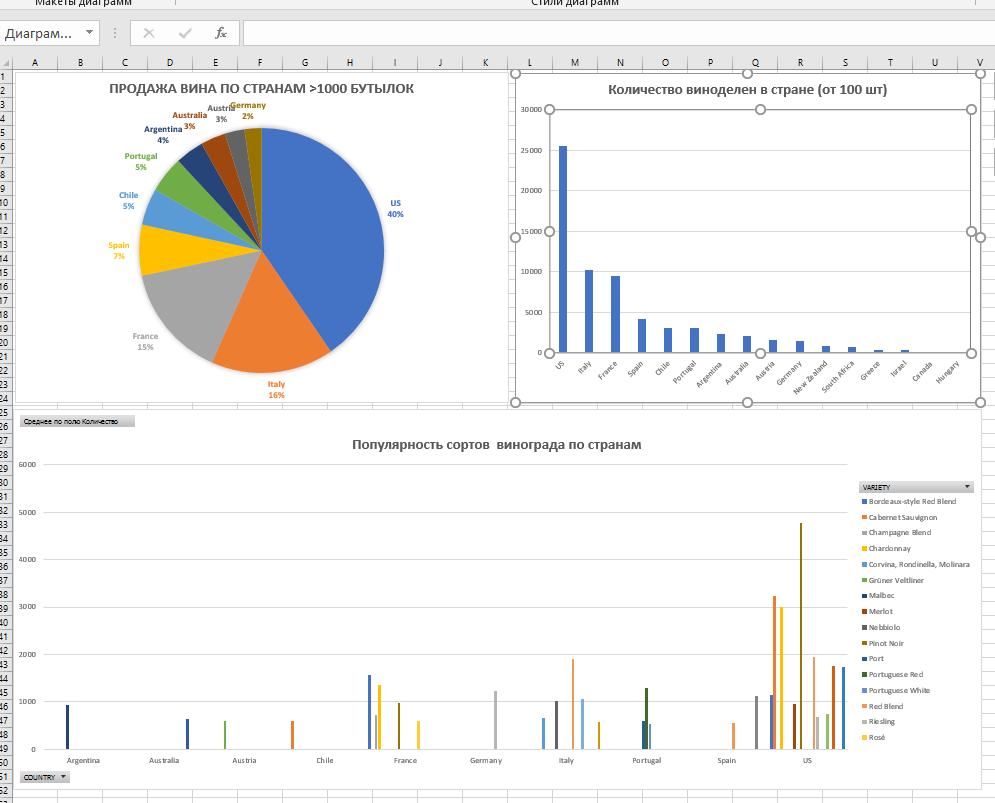 Макеты диаграмм
Стили диаграмм
Диаграм...
fx
A B C D E F G H I J K L M N O P Q R S T U V
ПРОДАЖА ВИНА ПО СТРАНАМ >1000 БУТЫЛОК
US
40%
Italy
16%
France
15%
Spain
7%
Chile
5%
Portugal
5%
Argentina
4%
Australia
3%
Austria
3%
Germany
2%
Количество виноделен в стране (от 100 шт)
30000
25000
20000
15000
10000
5000
0
US Italy France Spain Chile Portugal Argentina Australia Austria Germany New Zealand South Africa Greece Israel Canada Hungary
Среднее по полю Количество
Популярность сортов винограда по странам
6000
5000
4000
3000
2000
1000
0
Argentina Australia Austria Chile France Germany Italy Portugal Spain US
VARIETY
Bordeaux-style Red Blend
Cabernet Sauvignon
Champagne Blend
Chardonnay
Corvina, Rondinella, Molinara
Grüner Veltliner
Malbec
Merlot
Nebbiolo
Pinot Noir
Port
Portuguese Red
Portuguese White
Red Blend
Riesling
Rosé
COUNTRY